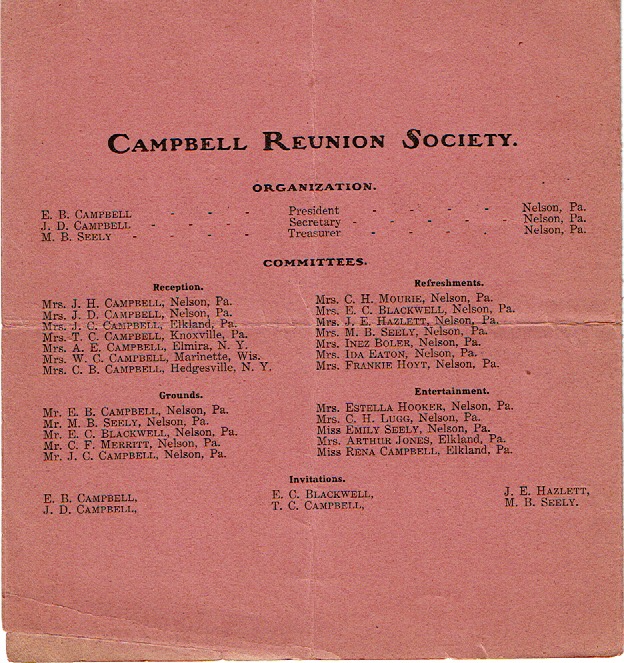 CAMPBELL REUNION SOCIETY.
ORGANIZATION.
E. B. CAMPBELL - - - - President - - - - Nelson, Pa.
J. D. CAMPBELL - - - - Secretary - - - - Nelson, Pa.
M. B. SEELY - - - - - Treasurer - - - - Nelson, Pa.
COMMITTEES.
Reception.
Mrs. J. H. CAMPBELL, Nelson, Pa.
Mrs. J. D. CAMPBELL, Nelson, Pa.
Mrs. J. C. CAMPBELL, Elkland, Pa.
Mrs. T. C. CAMPBELL, Knoxville, Pa.
Mrs. A. E. CAMPBELL, Elmira, N. Y.
Mrs. W. C. CAMPBELL, Marinette, Wis.
Mrs. C. B. CAMPBELL, Hedgesville, N. Y.
Refreshments.
Mrs. C. H. MOURIE, Nelson, Pa.
Mrs. E. C. BLACKWELL, Nelson, Pa.
Mrs. J. E. HAZLETT, Nelson, Pa.
Mrs. M. B. SEELY, Nelson, Pa.
Mrs. INEZ BOLER, Nelson, Pa.
Mrs. IDA EATON, Nelson, Pa.
Mrs. FRANKIE HOYT, Nelson, Pa.
Grounds.
Mr. E. B. CAMPBELL, Nelson, Pa.
Mr. M. B. SEELY, Nelson, Pa.
Mr. E. C. BLACKWELL, Nelson, Pa.
Mr. C. F. MERRITT, Nelson, Pa.
Mr. J. C. CAMPBELL, Nelson, Pa.
Entertainment.
Mrs. ESTELLA HOOKER, Nelson, Pa.
Mrs. C. H. LUGG, Nelson, Pa.
Miss EMILY SEELY, Nelson, Pa.
Mrs. ARTHUR JONES, Elkland, Pa.
Miss RENA CAMPBELL, Elkland, Pa.
Invitations.
E. B. CAMPBELL, E. C. BLACKWELL, J. E. HAZLETT,
J. D. CAMPBELL, T. C. CAMPBELL, M. B. SEELY.